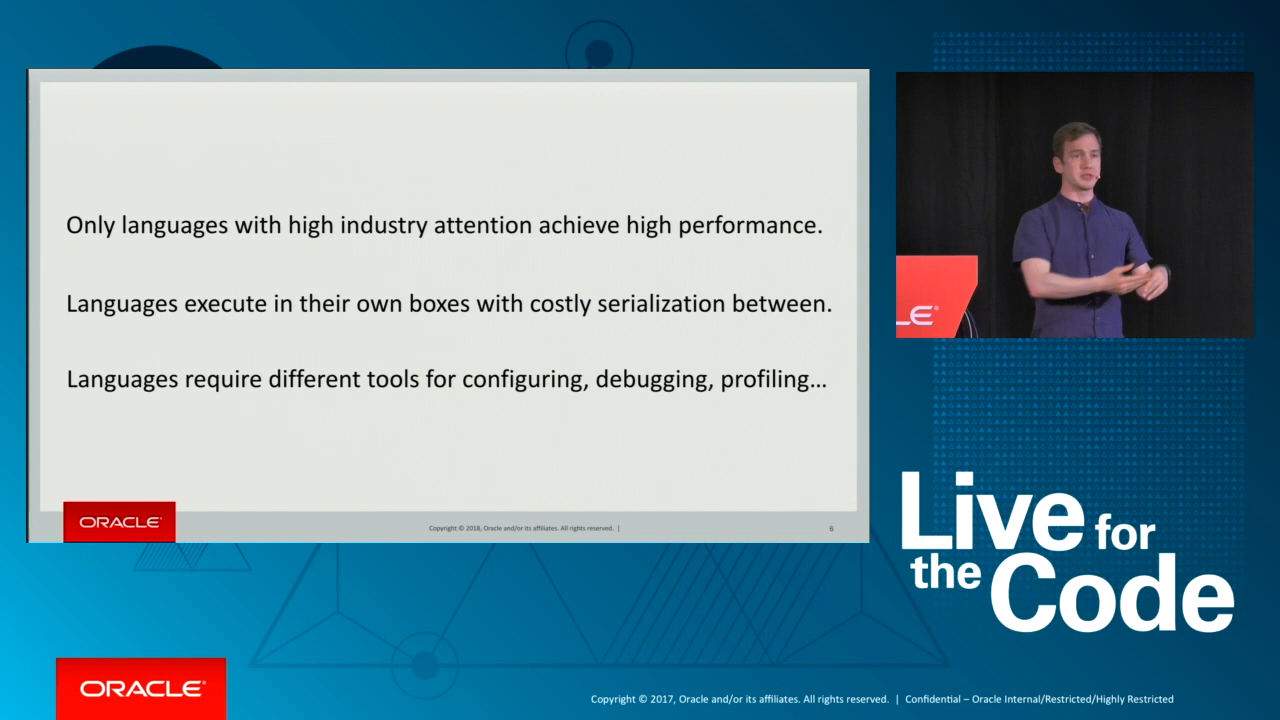 Only languages with high industry attention achieve high performance.
Languages execute in their own boxes with costly serialization between.
Languages require different tools for configuring, debugging, profiling...
ORACLE®
Copyright © 2018, Oracle and/or its affiliates. All rights reserved. |
6
LE®
Live for
the Code
ORACLE®
Copyright © 2017, Oracle and/or its affiliates. All rights reserved. | Confidential – Oracle Internal/Restricted/Highly Restricted